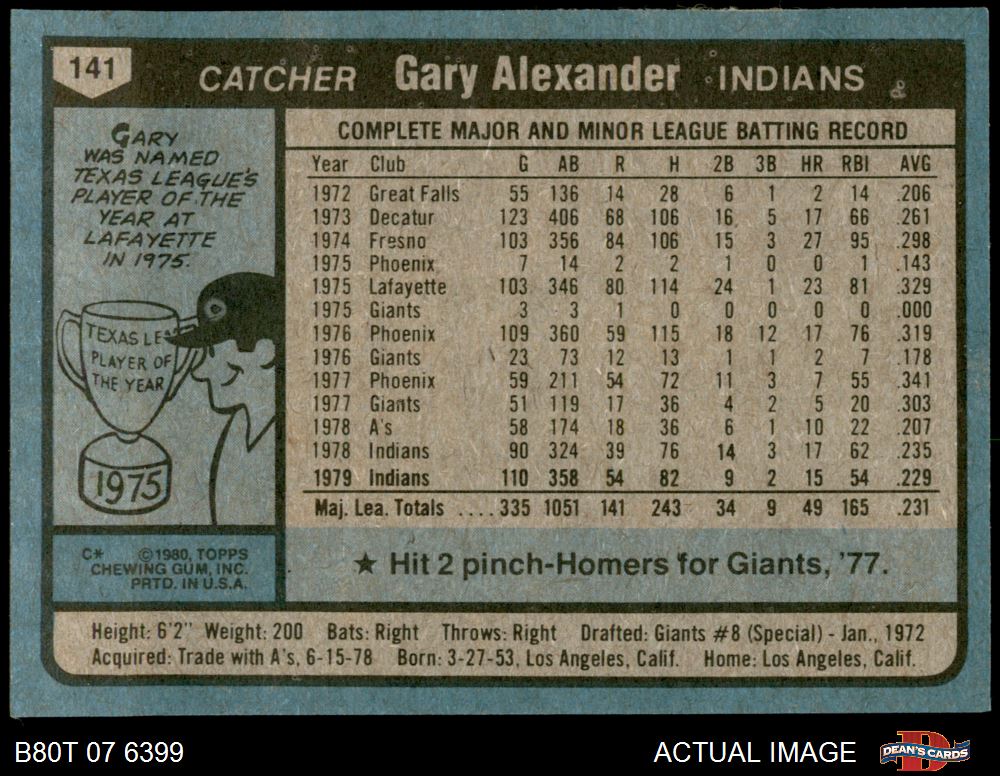 141
CATCHER Gary Alexander INDIANS
GARY
WAS NAMED
TEXAS LEAGUE'S
PLAYER OF THE
YEAR AT
LAFAYETTE
IN 1975.
TEXAS LEA
PLAYER OF
THE YEAR
1975
COMPLETE MAJOR AND MINOR LEAGUE BATTING RECORD
Year Club G AB R H 2B 3B HR RBI AVG
1972 Great Falls 55 136 14 28 6 1 2 14 .206
1973 Decatur 123 406 68 106 16 5 17 66 .261
1974 Fresno 103 356 84 106 15 3 27 95 .298
1975 Phoenix 7 14 2 2 1 0 0 1 .143
1975 Lafayette 103 346 80 114 24 1 23 81 .329
1975 Giants 3 3 1 0 0 0 0 0 .000
1976 Phoenix 109 360 59 115 18 12 17 76 .319
1976 Giants 23 73 12 13 1 1 2 7 .178
1977 Phoenix 59 211 54 72 11 3 7 55 .341
1977 Giants 51 119 17 36 4 2 5 20 .303
1978 A's 58 174 18 36 6 1 10 22 .207
1978 Indians 90 324 39 76 14 3 17 62 .235
1979 Indians 110 358 54 82 9 2 15 54 .229
Maj. Lea. Totals ....335 1051 141 243 34 9 49 165 .231
C* ©1980, TOPPS
CHEWING GUM, INC.
PRTD. IN U.S.A.
★ Hit 2 pinch-Homers for Giants, '77.
Height: 6'2" Weight: 200 Bats: Right Throws: Right Drafted: Giants #8 (Special) - Jan., 1972
Acquired: Trade with A's, 6-15-78 Born: 3-27-53, Los Angeles, Calif. Home: Los Angeles, Calif.
B80T 07 6399
ACTUAL IMAGE
D
DEAN'S CARDS